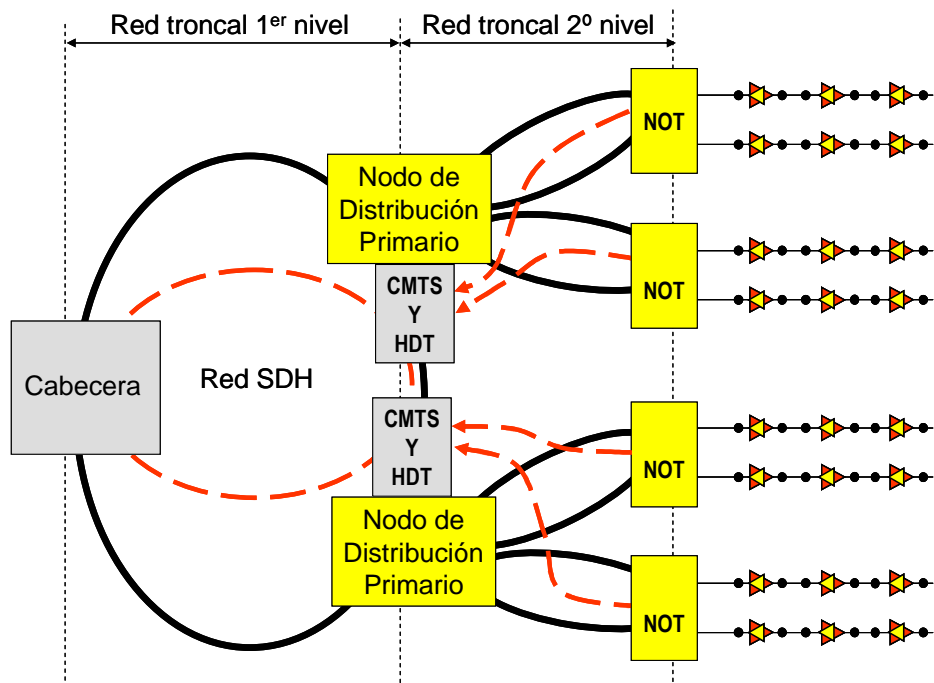 Red troncal 1er nivel
Red troncal 2º nivel
NOT
Nodo de
Distribución
Primario
NOT
CMTS
Y
HDT
Cabecera
Red SDH
CMTS
Y
HDT
NOT
Nodo de
Distribución
Primario
NOT